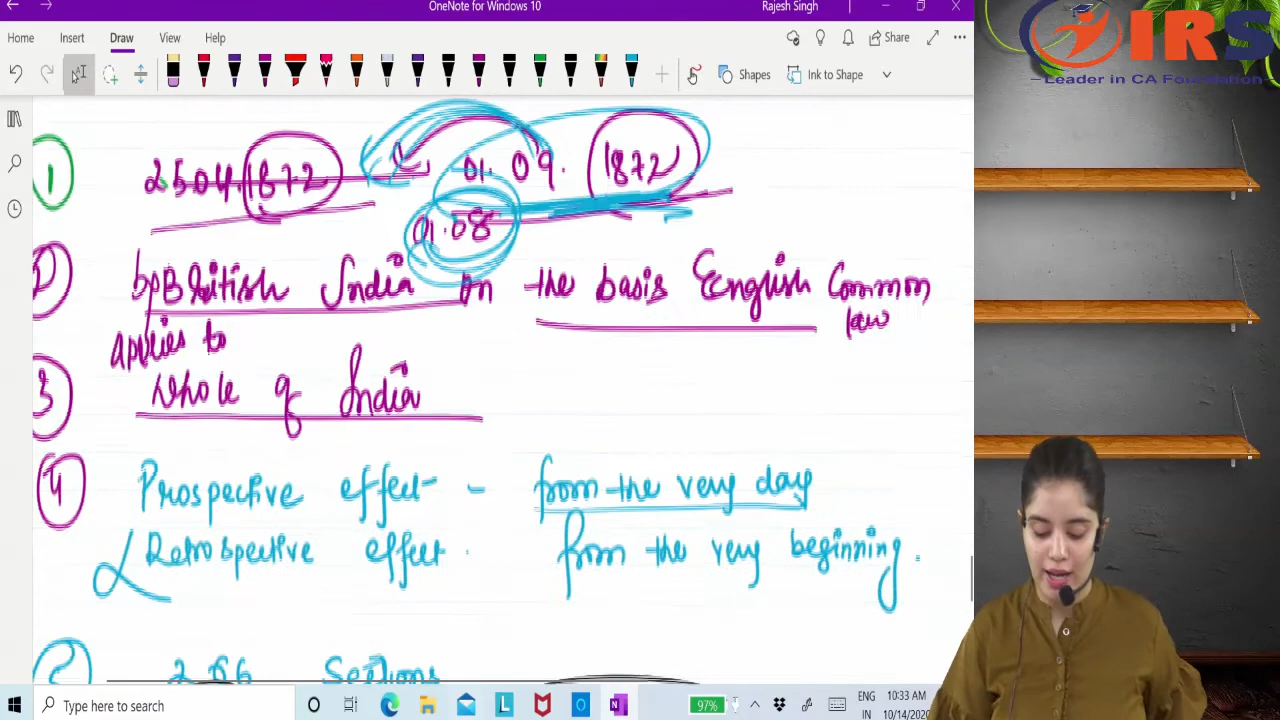 OneNote for Windows 10
Rajesh Singh
Home Insert Draw View Help
Share
Shapes
Ink to Shape
IRS
Leader in CA Foundation
1 2504.1872 01.09.1872
01.08
2 British India on the basis English Common law
applies to
3 whole of India
4 Prospective effect - from the very day
Retrospective effect - from the very beginning.
Sections
Type here to search
97%
ENG 10:33 AM
IN 10/14/2020